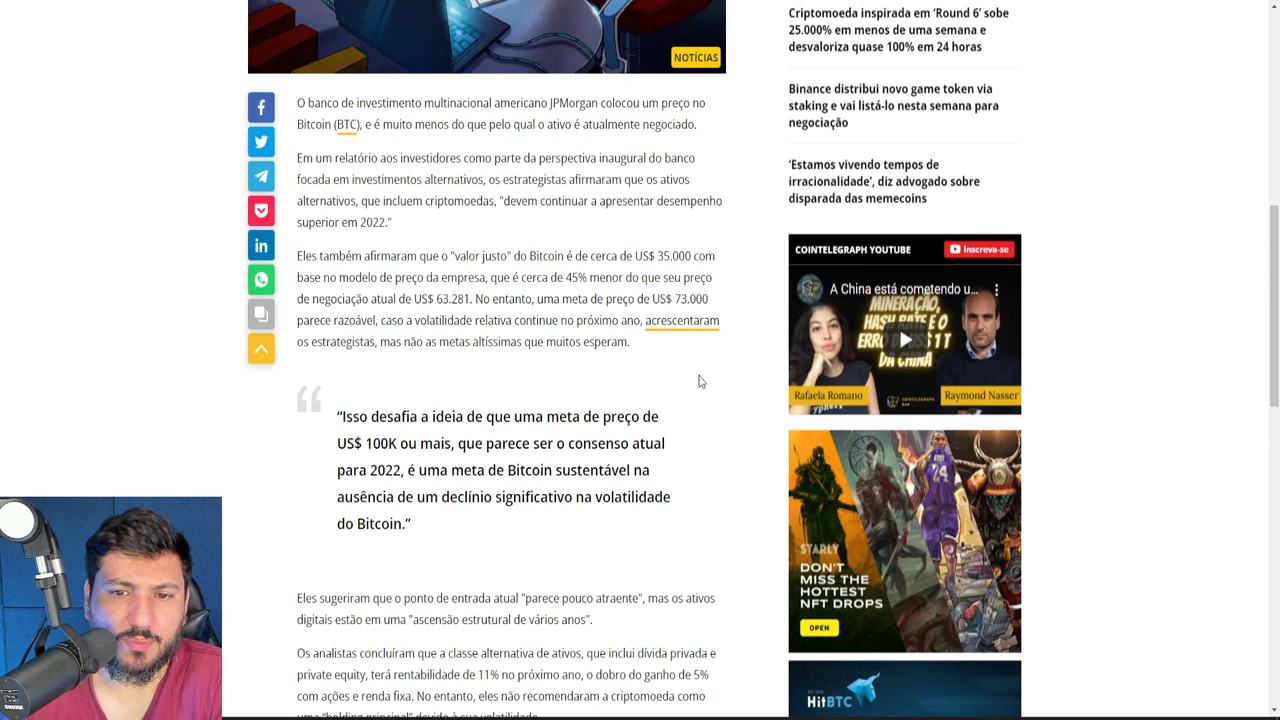 NOTÍCIAS
O banco de investimento multinacional americano JPMorgan colocou um preço no
Bitcoin (BTC), e é muito menos do que pelo qual o ativo é atualmente negociado.
Em um relatório aos investidores como parte da perspectiva inaugural do banco
focada em investimentos alternativos, os estrategistas afirmaram que os ativos
alternativos, que incluem criptomoedas, "devem continuar a apresentar desempenho
superior em 2022."
Eles também afirmaram que o "valor justo" do Bitcoin é de cerca de US$ 35.000 com
base no modelo de preço da empresa, que é cerca de 45% menor do que seu preço
de negociação atual de US$ 63.281. No entanto, uma meta de preço de US$ 73.000
parece razoável, caso a volatilidade relativa continue no próximo ano, acrescentaram
os estrategistas, mas não as metas altíssimas que muitos esperam.
“Isso desafia a ideia de que uma meta de preço de
US$ 100K ou mais, que parece ser o consenso atual
para 2022, é uma meta de Bitcoin sustentável na
ausência de um declínio significativo na volatilidade
do Bitcoin.”
Eles sugeriram que o ponto de entrada atual "parece pouco atraente", mas os ativos
digitais estão em uma "ascensão estrutural de vários anos".
Os analistas concluíram que a classe alternativa de ativos, que inclui dívida privada e
private equity, terá rentabilidade de 11% no próximo ano, o dobro do ganho de 5%
com ações e renda fixa. No entanto, eles não recomendaram a criptomoeda como
uma "holding principal" devido à sua volatilidade.
Criptomoeda inspirada em ‘Round 6’ sobe
25.000% em menos de uma semana e
desvaloriza quase 100% em 24 horas
Binance distribui novo game token via
staking e vai listá-lo nesta semana para
negociação
‘Estamos vivendo tempos de
irracionalidade’, diz advogado sobre
disparada das memecoins
COINTELEGRAPH YOUTUBE
Inscreva-se
A China está cometendo u...
MINERAÇÃO,
HASH RATE E O
DA CHINA
Rafaela Romano
Raymond Nasser
STARLY
DON'T
MISS THE
HOTTEST
NFT DROPS
OPEN
24
HitBTC